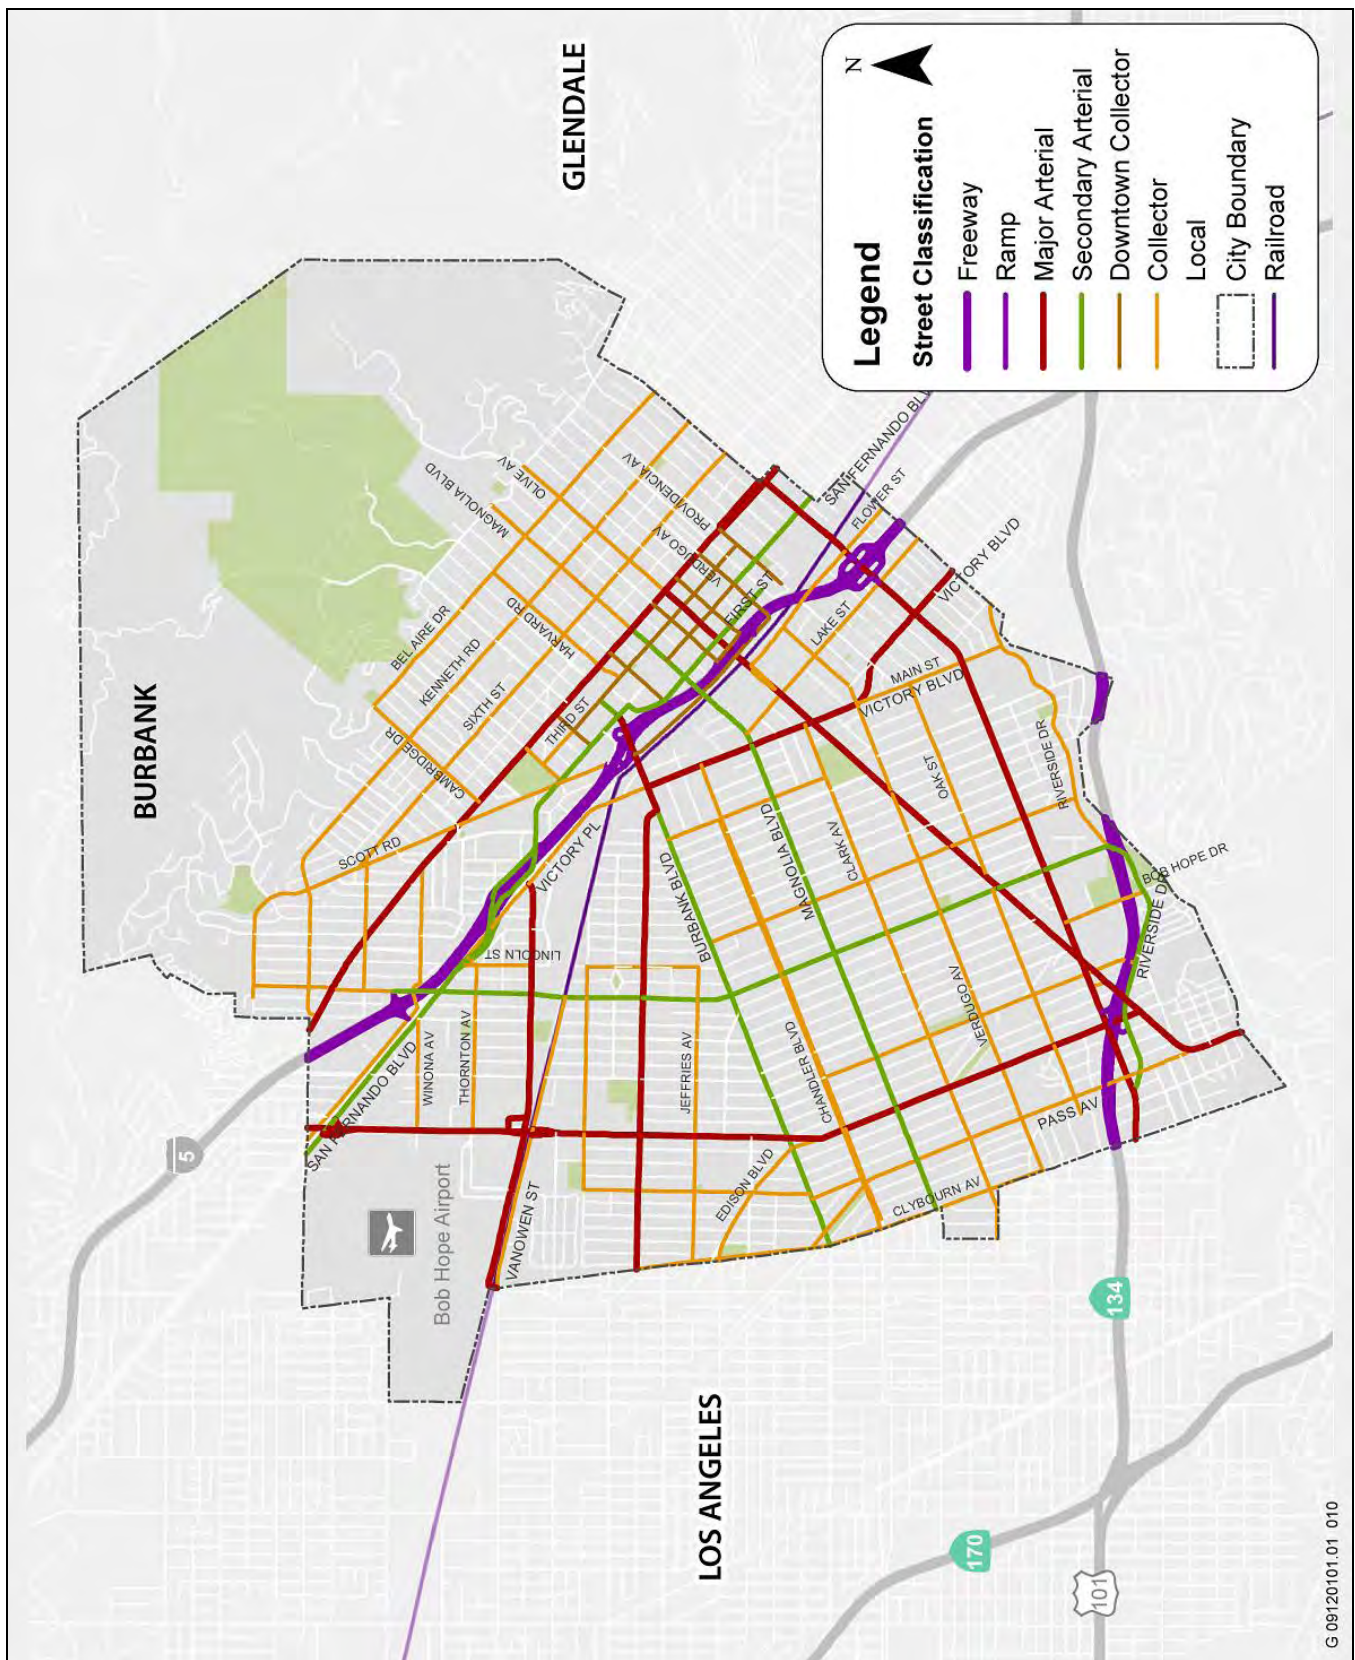 GLENDALE
BURBANK
LOS ANGELES
N
Legend
Street Classification
Freeway
Ramp
Major Arterial
Secondary Arterial
Downtown Collector
Collector
Local
City Boundary
Railroad
MAGNOLIA BLVD
OLIVE AV
PROVIDENCIA AV
VERDUGO AV
FIRST ST
SAN FERNANDO BL
FLOWER ST
VICTORY BLVD
LAKE ST
MAIN ST
VICTORY BLVD
BEL AIRE DR
KENNETH RD
HARVARD RD
SIXTH ST
THIRD ST
CAMBRIDGE DR
SCOTT RD
VICTORY PL
LINCOLN ST
BURBANK BLVD
MAGNOLIA BLVD
CLARK AV
OAK ST
RIVERSIDE DR
BOB HOPE DR
RIVERSIDE DR
VERDUGO AV
CHANDLER BLVD
JEFFRIES AV
THORNTON AV
WINONA AV
SAN FERNANDO BLVD
PASS AV
EDISON BLVD
CLYBOURN AV
VANOWEN ST
Bob Hope Airport
5
134
170
101
G 09120101.01 010